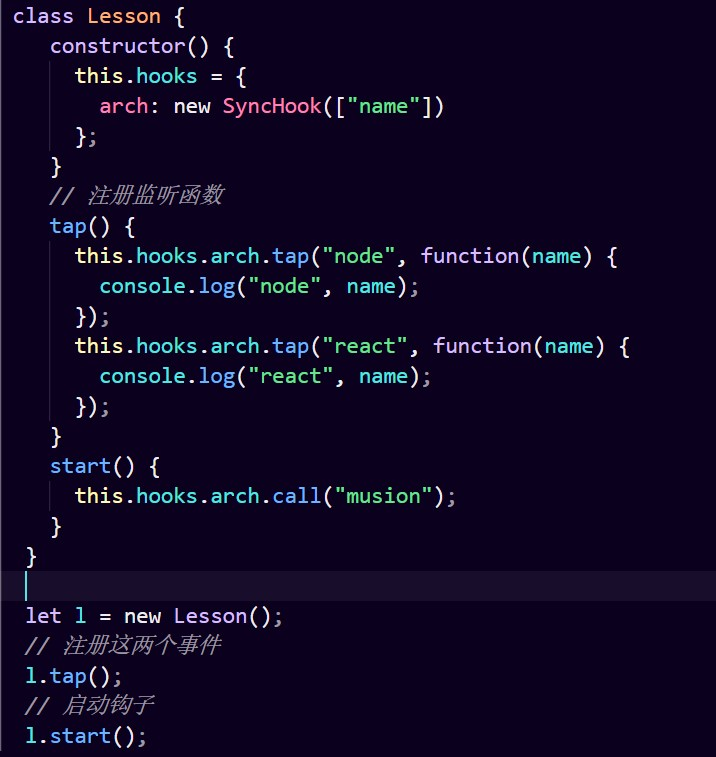 class Lesson {
constructor() {
this.hooks = {
arch: new SyncHook(["name"])
};
}
// 注册监听函数
tap() {
this.hooks.arch.tap("node", function(name) {
console.log("node", name);
});
this.hooks.arch.tap("react", function(name) {
console.log("react", name);
});
}
start() {
this.hooks.arch.call("musion");
}
}
let l = new Lesson();
// 注册这两个事件
l.tap();
// 启动钩子
l.start();